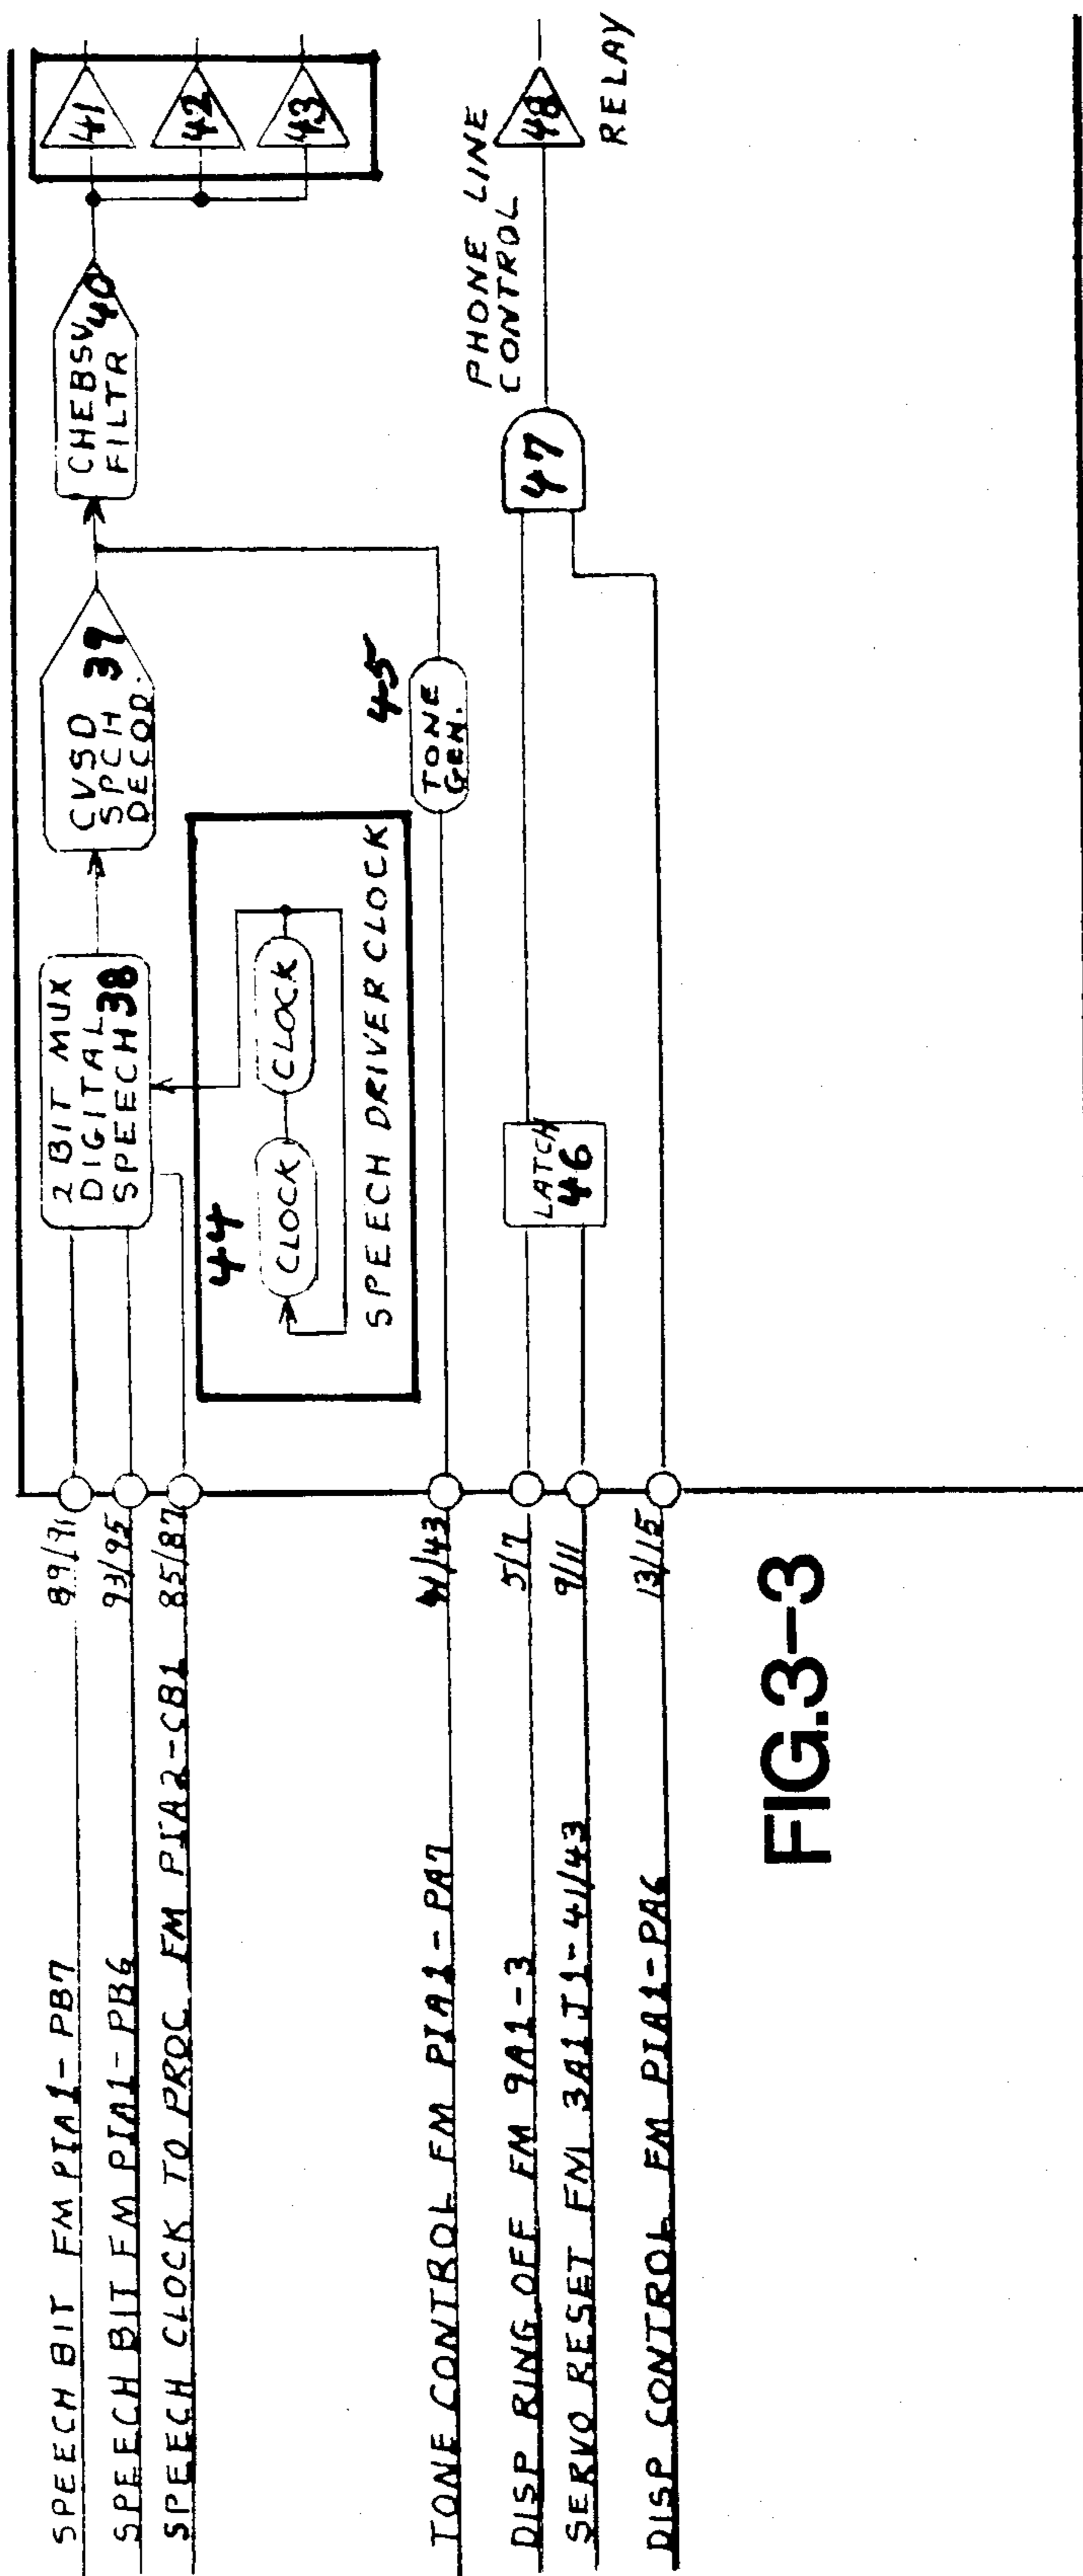 SPEECH BIT FM PIA1-PB7
89/91
SPEECH BIT FM PIA1-PB6
93/95
SPEECH CLOCK TO PROC FM PIA2-CB1
85/87
TONE CONTROL FM PIA1-PA7
41/43
DISP RING OFF FM 9A1-3
5/7
SERVO RESET FM 3A1J1-41/43
9/11
DISP CONTROL FM PIA1-PA6
13/15
2 BIT MUX
DIGITAL
SPEECH 38
CVSD
SPCH 39
DECOD.
CHEBSV 40
FILTR
41
42
43
44
CLOCK
CLOCK
SPEECH DRIVER CLOCK
45
TONE
GEN.
LATCH
46
47
PHONE LINE
CONTROL
48
RELAY
FIG.3-3